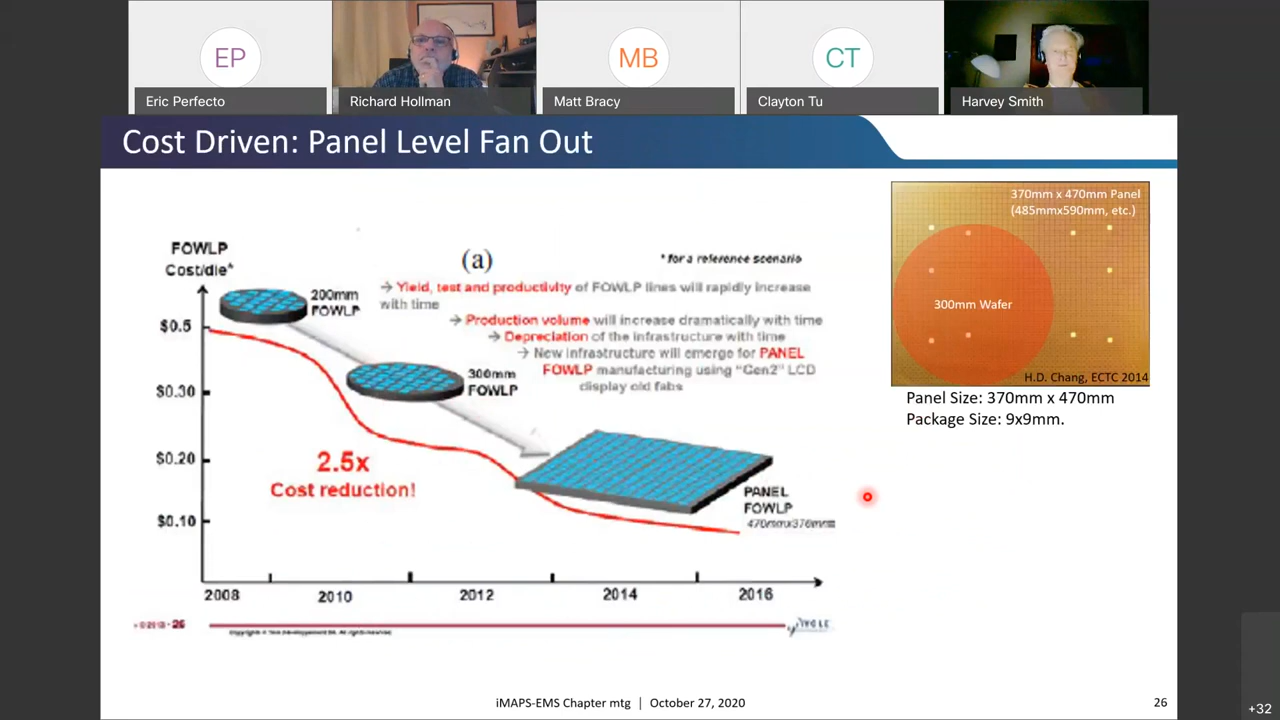 EP
MB
CT
Eric Perfecto
Richard Hollman
Matt Bracy
Clayton Tu
Harvey Smith
Cost Driven: Panel Level Fan Out
370mm x 470mm Panel
(485mmx590mm, etc.)
300mm Wafer
H.D. Chang, ECTC 2014
Panel Size: 370mm x 470mm
Package Size: 9x9mm.
FOWLP
Cost/die*
(a)
* for a reference scenario
200mm
FOWLP
→ Yield, test and productivity of FOWLP lines will rapidly increase
with time
→ Production volume will increase dramatically with time
→ Depreciation of the infrastructure with time
→ New infrastructure will emerge for PANEL
FOWLP manufacturing using "Gen2" LCD
display old fabs
$0.5
300mm
FOWLP
$0.30
$0.20
2.5x
Cost reduction!
PANEL
FOWLP
$0.10
2008
2010
2012
2014
2016
26
YOLE
iMAPS-EMS Chapter mtg | October 27, 2020
26
+32